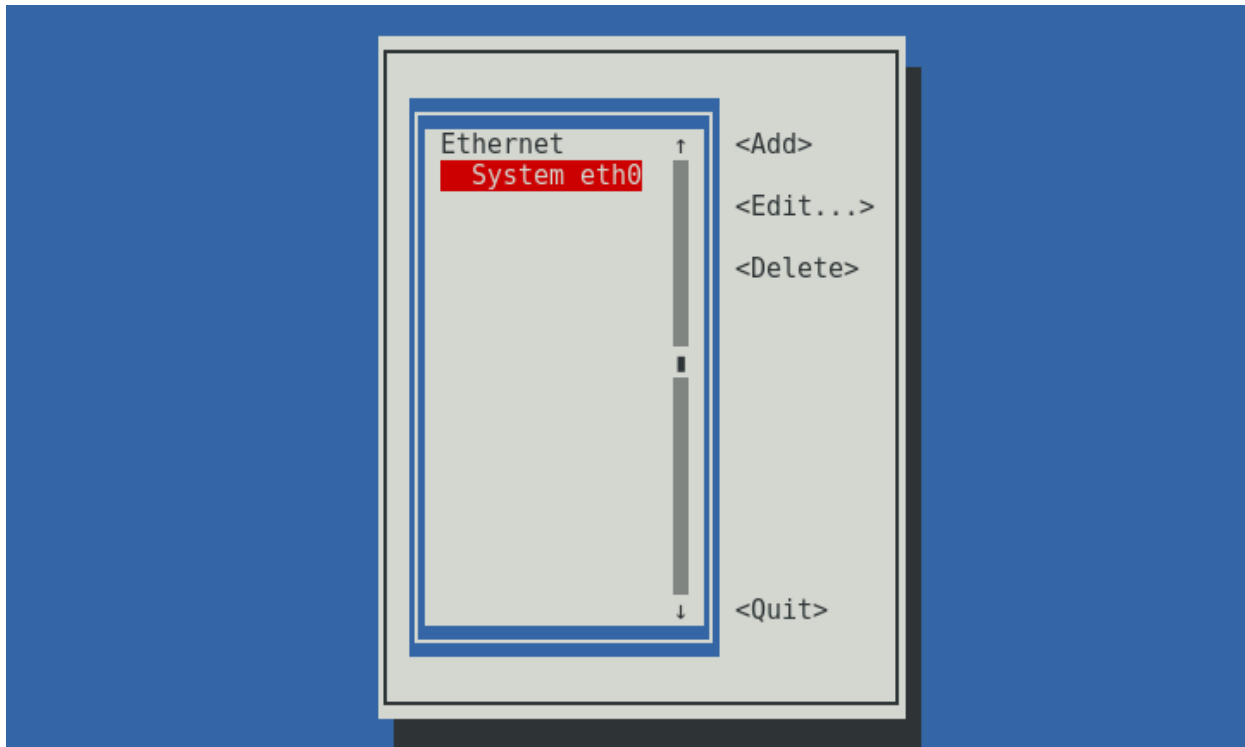 Ethernet ↑ <Add>
System eth0
<Edit...>
<Delete>
↓ <Quit>